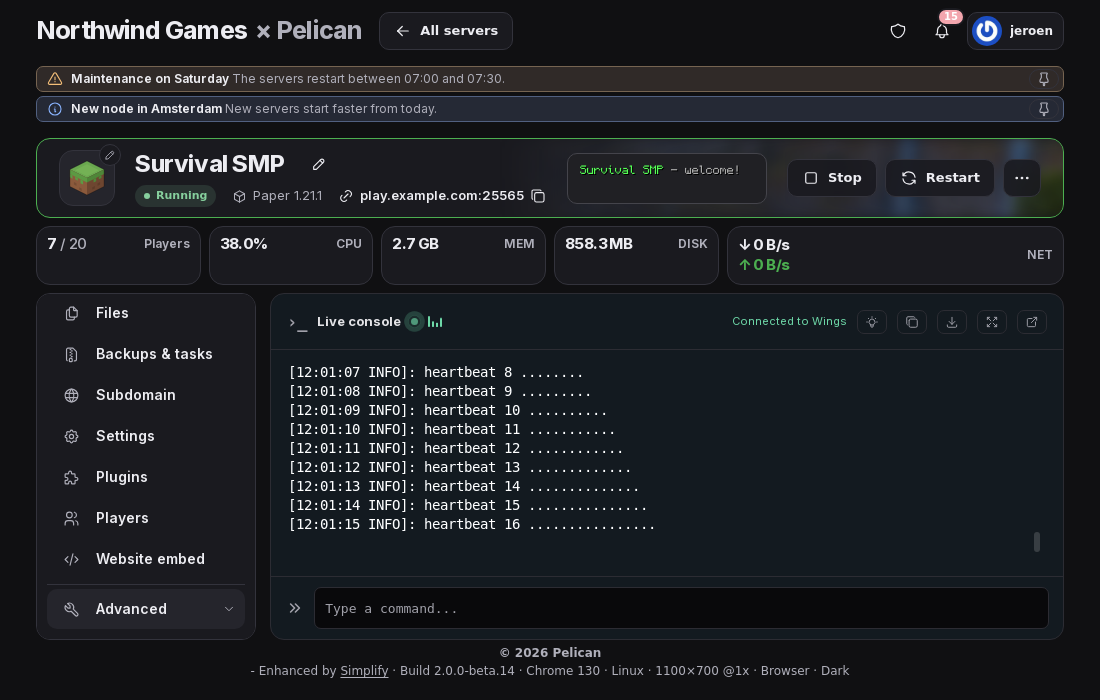 Northwind Games × Pelican
All servers
15
jeroen
Maintenance on Saturday The servers restart between 07:00 and 07:30.
New node in Amsterdam New servers start faster from today.
Survival SMP
Running
Paper 1.21.1
play.example.com:25565
Survival SMP — welcome!
Stop
Restart
7 / 20 Players
38.0% CPU
2.7 GB MEM
858.3 MB DISK
↓ 0 B/s
↑ 0 B/s
NET
Files
Backups & tasks
Subdomain
Settings
Plugins
Players
Website embed
Advanced
Live console
Connected to Wings
[12:01:07 INFO]: heartbeat 8 ........
[12:01:08 INFO]: heartbeat 9 .........
[12:01:09 INFO]: heartbeat 10 ..........
[12:01:10 INFO]: heartbeat 11 ...........
[12:01:11 INFO]: heartbeat 12 ............
[12:01:12 INFO]: heartbeat 13 .............
[12:01:13 INFO]: heartbeat 14 ..............
[12:01:14 INFO]: heartbeat 15 ...............
[12:01:15 INFO]: heartbeat 16 ................
Type a command...
© 2026 Pelican
- Enhanced by Simplify · Build 2.0.0-beta.14 · Chrome 130 · Linux · 1100×700 @1x · Browser · Dark